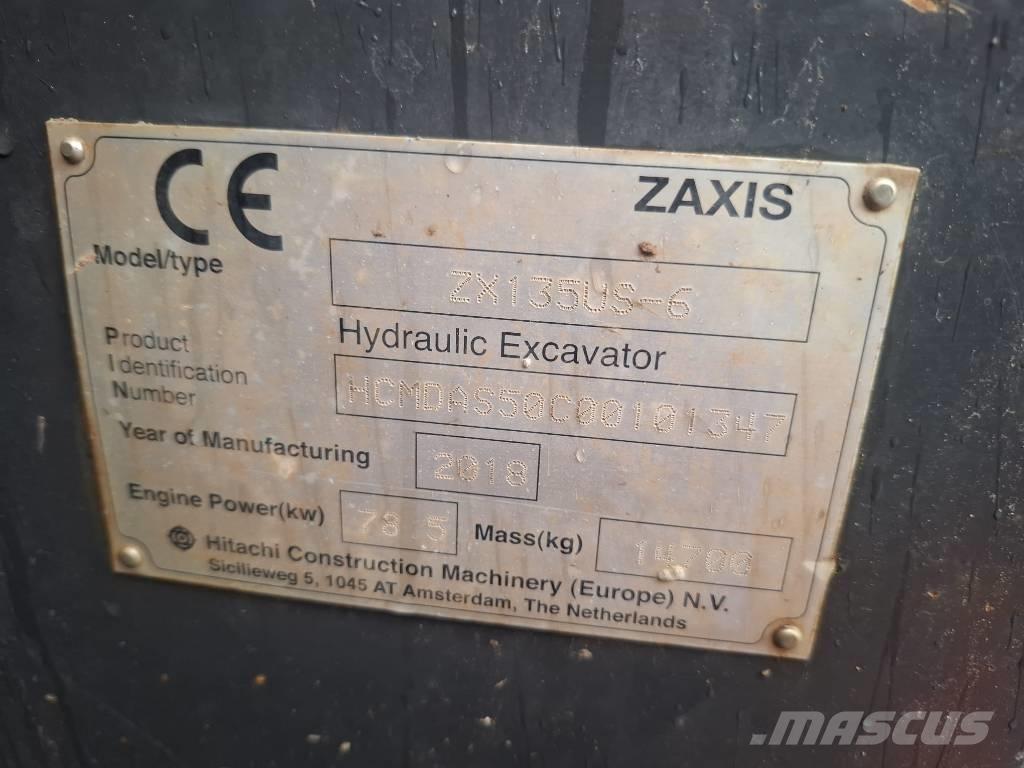 CE ZAXIS
Model/type ZX135US-6
Hydraulic Excavator
Product
Identification
Number HCMDAS50C00101347
Year of Manufacturing 2018
Engine Power(kw) 78.5 Mass(kg) 14700
Hitachi Construction Machinery (Europe) N.V.
Sicilieweg 5, 1045 AT Amsterdam, The Netherlands
MASCUS